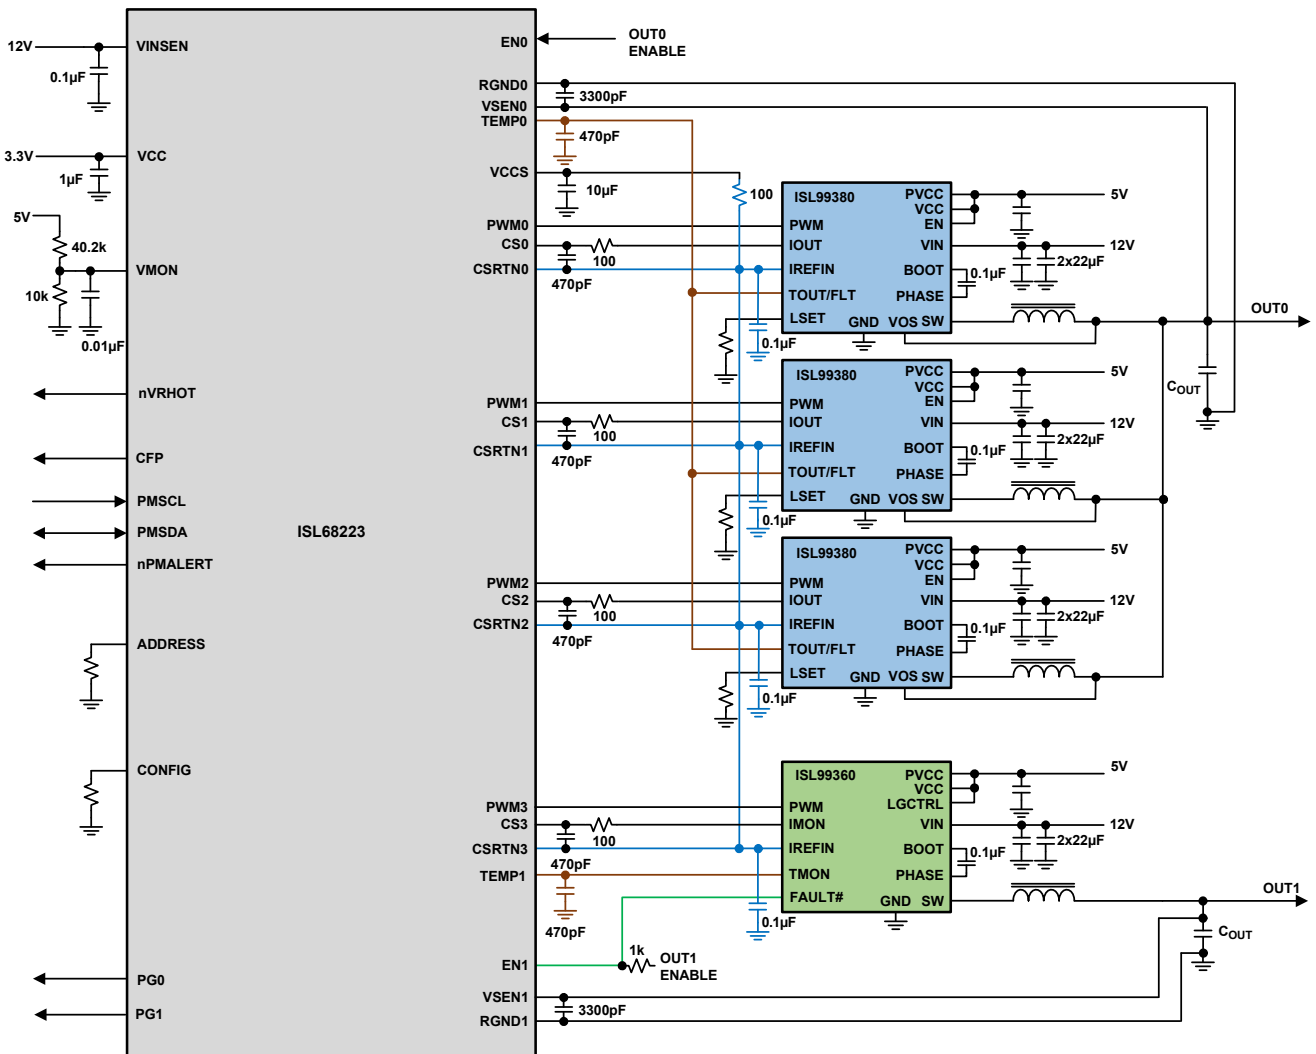 12V
VINSEN
0.1µF
3.3V
VCC
1µF
5V
40.2k
VMON
10k
0.01µF
nVRHOT
CFP
PMSCL
PMSDA
nPMALERT
ADDRESS
CONFIG
PG0
PG1
ISL68223
EN0
OUT0
ENABLE
RGND0
3300pF
VSEN0
TEMP0
470pF
VCCS
10µF
100
PWM0
CS0
100
CSRTN0
470pF
0.1µF
ISL99380
PWM
IOUT
IREFIN
TOUT/FLT
LSET
GND
VOS SW
PVCC
VCC
EN
VIN
BOOT
PHASE
5V
12V
2x22µF
0.1µF
OUT0
COUT
PWM1
CS1
100
CSRTN1
470pF
0.1µF
ISL99380
PWM
IOUT
IREFIN
TOUT/FLT
LSET
GND
VOS SW
PVCC
VCC
EN
VIN
BOOT
PHASE
5V
12V
2x22µF
0.1µF
PWM2
CS2
100
CSRTN2
470pF
0.1µF
ISL99380
PWM
IOUT
IREFIN
TOUT/FLT
LSET
GND
VOS SW
PVCC
VCC
EN
VIN
BOOT
PHASE
5V
12V
2x22µF
0.1µF
PWM3
CS3
100
CSRTN3
470pF
TEMP1
470pF
0.1µF
ISL99360
PWM
IMON
IREFIN
TMON
FAULT#
GND
SW
PVCC
VCC
LGCTRL
VIN
BOOT
PHASE
5V
12V
2x22µF
0.1µF
OUT1
COUT
EN1
1k
OUT1
ENABLE
VSEN1
3300pF
RGND1